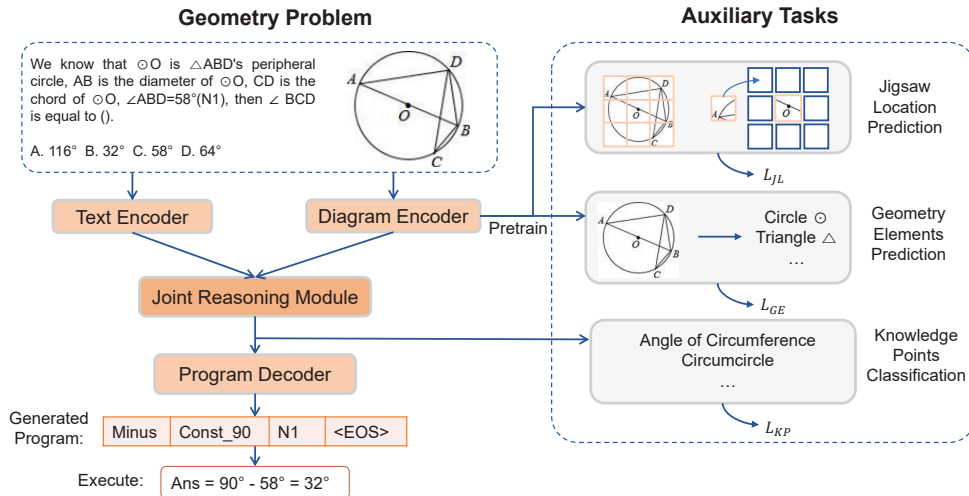 Geometry Problem
We know that ⊙O is △ABD's peripheral
circle, AB is the diameter of ⊙O, CD is the
chord of ⊙O, ∠ABD=58°(N1), then ∠ BCD
is equal to ().
A. 116° B. 32° C. 58° D. 64°
A
D
O
B
C
Text Encoder
Diagram Encoder
Pretrain
Joint Reasoning Module
Program Decoder
Generated
Program:
Minus Const_90 N1 <EOS>
Execute:
Ans = 90° - 58° = 32°
Auxiliary Tasks
A
D
O
B
C
A
O
Jigsaw
Location
Prediction
L_JL
A
D
O
B
C
Circle ⊙
Triangle △
...
Geometry
Elements
Prediction
L_GE
Angle of Circumference
Circumcircle
...
Knowledge
Points
Classification
L_KP